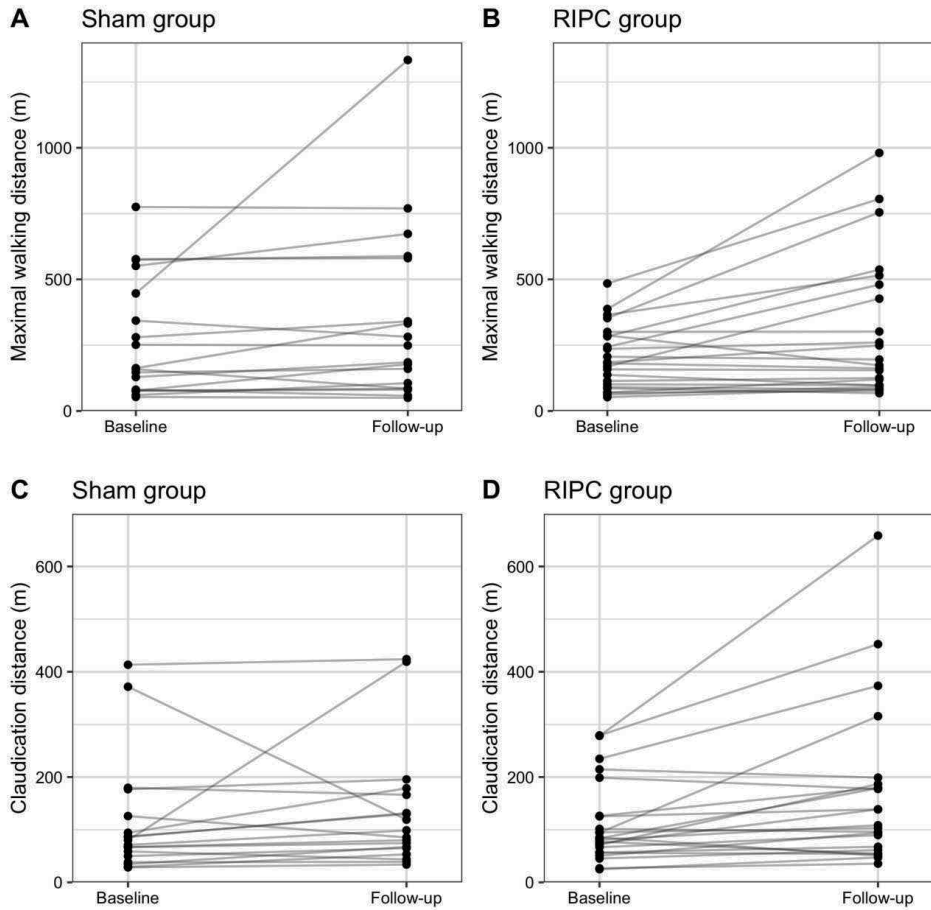 A Sham group
B RIPC group
Maximal walking distance (m)
1000
500
0
Baseline
Follow-up
Maximal walking distance (m)
1000
500
0
Baseline
Follow-up
C Sham group
D RIPC group
Claudication distance (m)
600
400
200
0
Baseline
Follow-up
Claudication distance (m)
600
400
200
0
Baseline
Follow-up